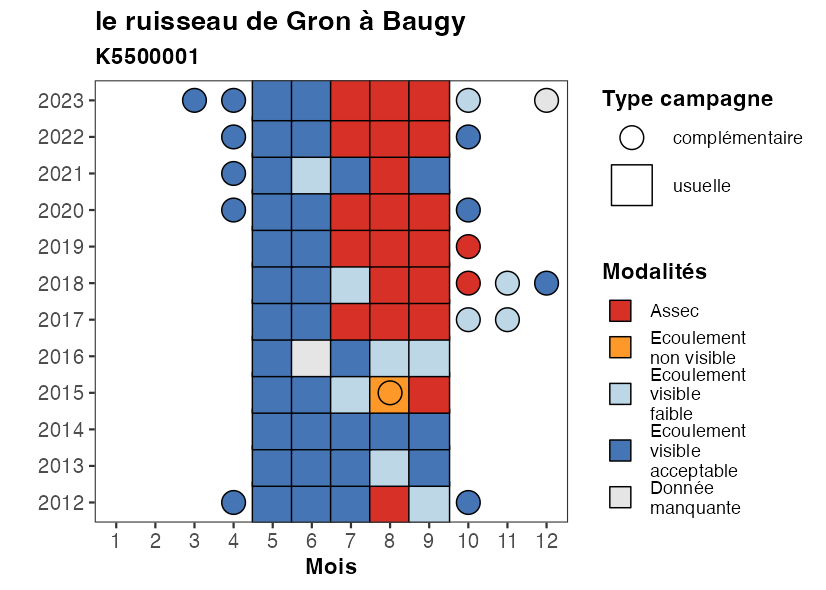 le ruisseau de Gron à Baugy
K5500001
2023
2022
2021
2020
2019
2018
2017
2016
2015
2014
2013
2012
1 2 3 4 5 6 7 8 9 10 11 12
Mois
Type campagne
complémentaire
usuelle
Modalités
Assec
Ecoulement
non visible
Ecoulement
visible
faible
Ecoulement
visible
acceptable
Donnée
manquante